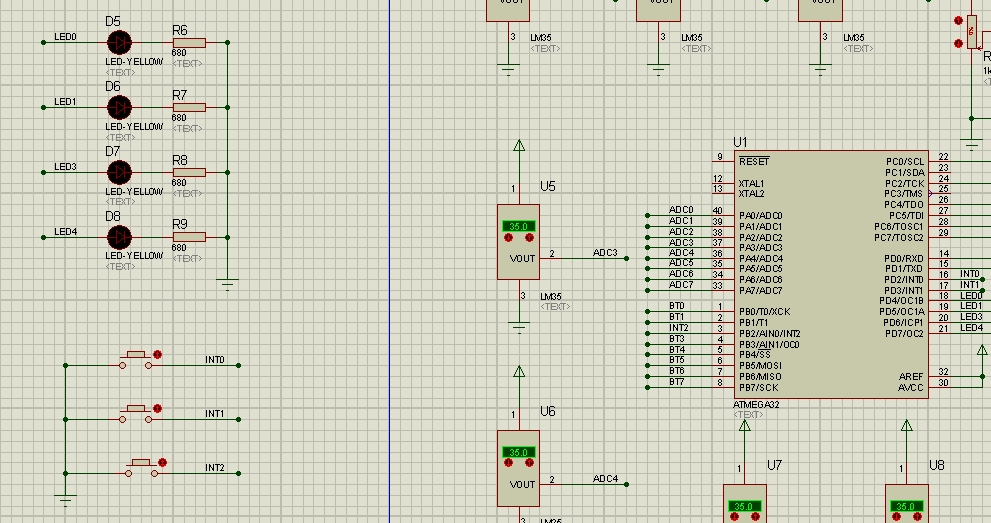 D5
LED0
R6
LED-YELLOW
680
<TEXT>
<TEXT>
D6
LED1
R7
LED-YELLOW
680
<TEXT>
<TEXT>
D7
LED3
R8
LED-YELLOW
680
<TEXT>
<TEXT>
D8
LED4
R9
LED-YELLOW
680
<TEXT>
<TEXT>
INT0
INT1
INT2
3
LM35
<TEXT>
3
LM35
<TEXT>
3
LM35
<TEXT>
1
U5
35.0
VOUT
2
ADC3
3
LM35
<TEXT>
1
U6
35.0
VOUT
2
ADC4
3
LM35
U1
9
RESET
12
XTAL1
13
XTAL2
ADC0 40 PA0/ADC0
ADC1 39 PA1/ADC1
ADC2 38 PA2/ADC2
ADC3 37 PA3/ADC3
ADC4 36 PA4/ADC4
ADC5 35 PA5/ADC5
ADC6 34 PA6/ADC6
ADC7 33 PA7/ADC7
BT0 1 PB0/T0/XCK
BT1 2 PB1/T1
INT2 3 PB2/AIN0/INT2
BT3 4 PB3/AIN1/OC0
BT4 5 PB4/SS
BT5 6 PB5/MOSI
BT6 7 PB6/MISO
BT7 8 PB7/SCK
PC0/SCL 22
PC1/SDA 23
PC2/TCK 24
PC3/TMS 25
PC4/TDO 26
PC5/TDI 27
PC6/TOSC1 28
PC7/TOSC2 29
PD0/RXD 14
PD1/TXD 15
PD2/INT0 16 INT0
PD3/INT1 17 INT1
PD4/OC1B 18 LED0
PD5/OC1A 19 LED1
PD6/ICP1 20 LED3
PD7/OC2 21 LED4
AREF 32
AVCC 30
ATMEGA32
<TEXT>
1
U7
35.0
1
U8
35.0